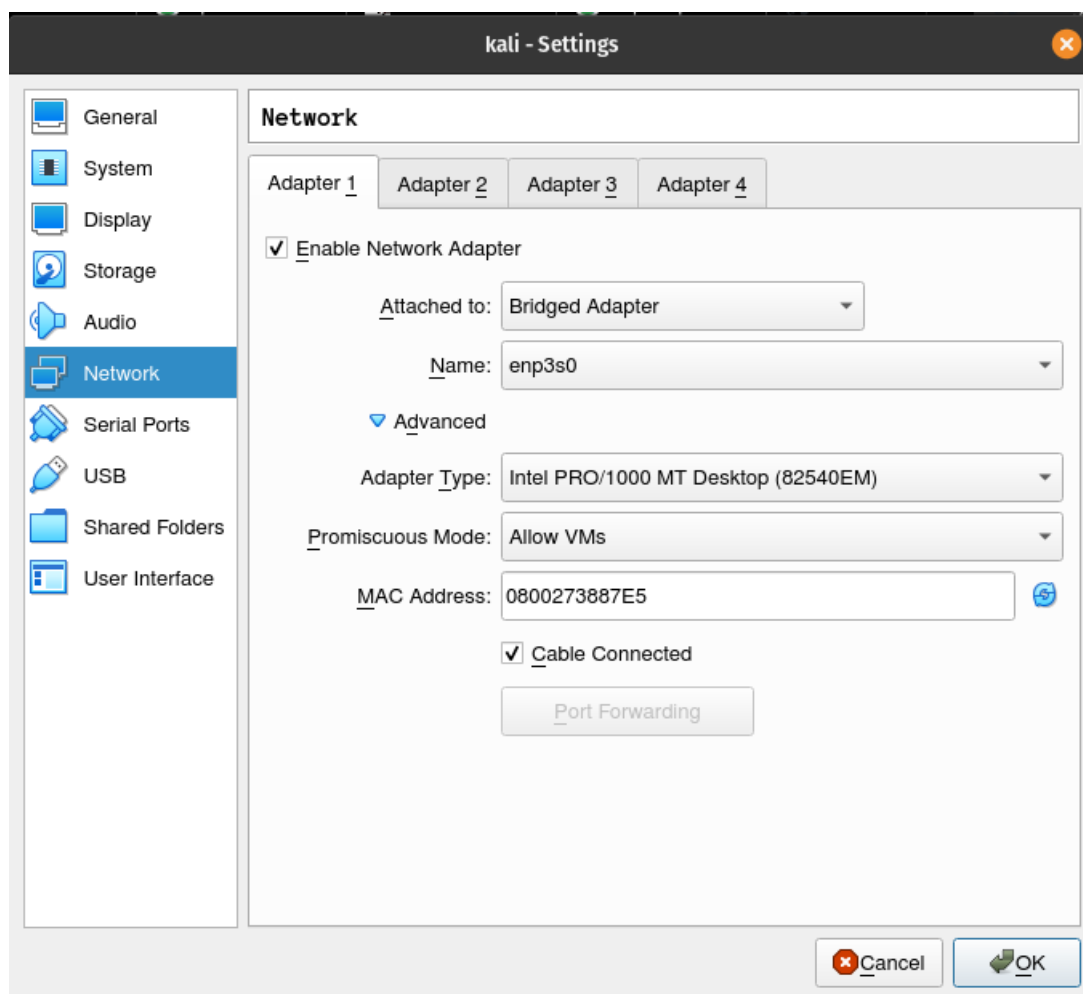 kali - Settings
General
System
Display
Storage
Audio
Network
Serial Ports
USB
Shared Folders
User Interface
Network
Adapter 1 Adapter 2 Adapter 3 Adapter 4
Enable Network Adapter
Attached to: Bridged Adapter
Name: enp3s0
Advanced
Adapter Type: Intel PRO/1000 MT Desktop (82540EM)
Promiscuous Mode: Allow VMs
MAC Address: 0800273887E5
Cable Connected
Port Forwarding
Cancel OK